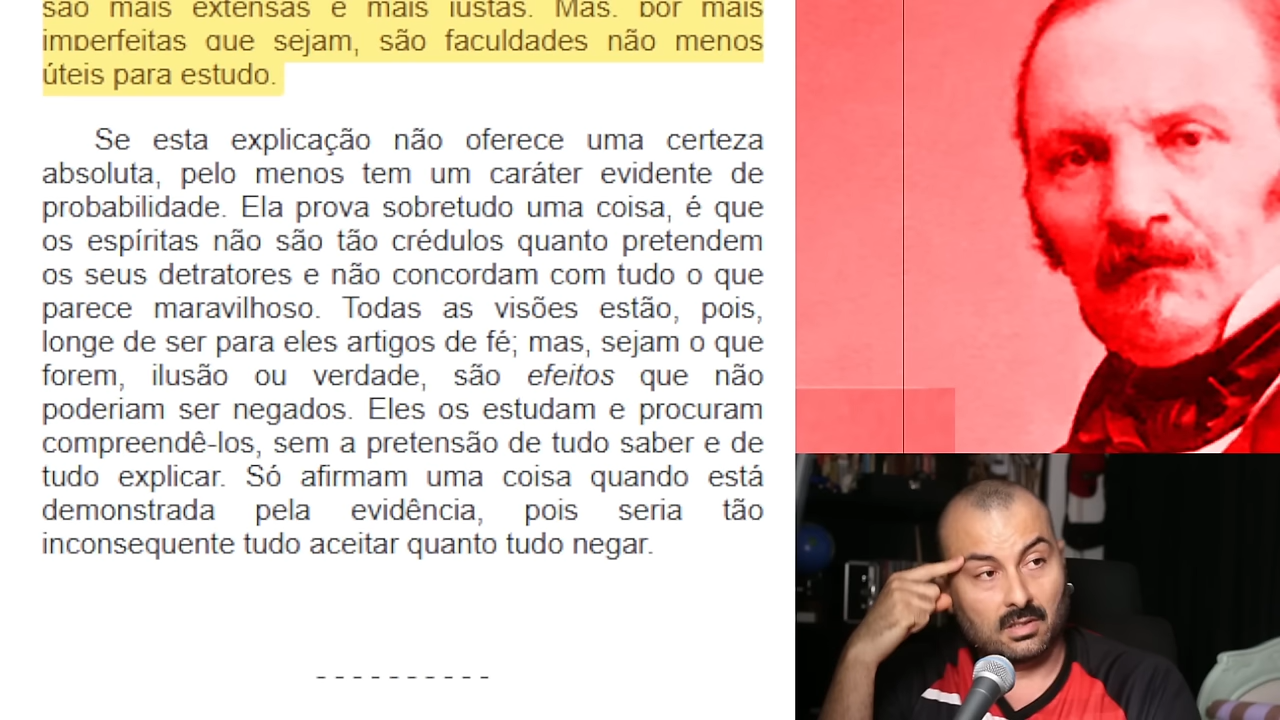 são mais extensas e mais justas. Mas, por mais
imperfeitas que sejam, são faculdades não menos
úteis para estudo.
Se esta explicação não oferece uma certeza
absoluta, pelo menos tem um caráter evidente de
probabilidade. Ela prova sobretudo uma coisa, é que
os espíritas não são tão crédulos quanto pretendem
os seus detratores e não concordam com tudo o que
parece maravilhoso. Todas as visões estão, pois,
longe de ser para eles artigos de fé; mas, sejam o que
forem, ilusão ou verdade, são efeitos que não
poderiam ser negados. Eles os estudam e procuram
compreendê-los, sem a pretensão de tudo saber e de
tudo explicar. Só afirmam uma coisa quando está
demonstrada pela evidência, pois seria tão
inconsequente tudo aceitar quanto tudo negar.
- - - - - - - - - -